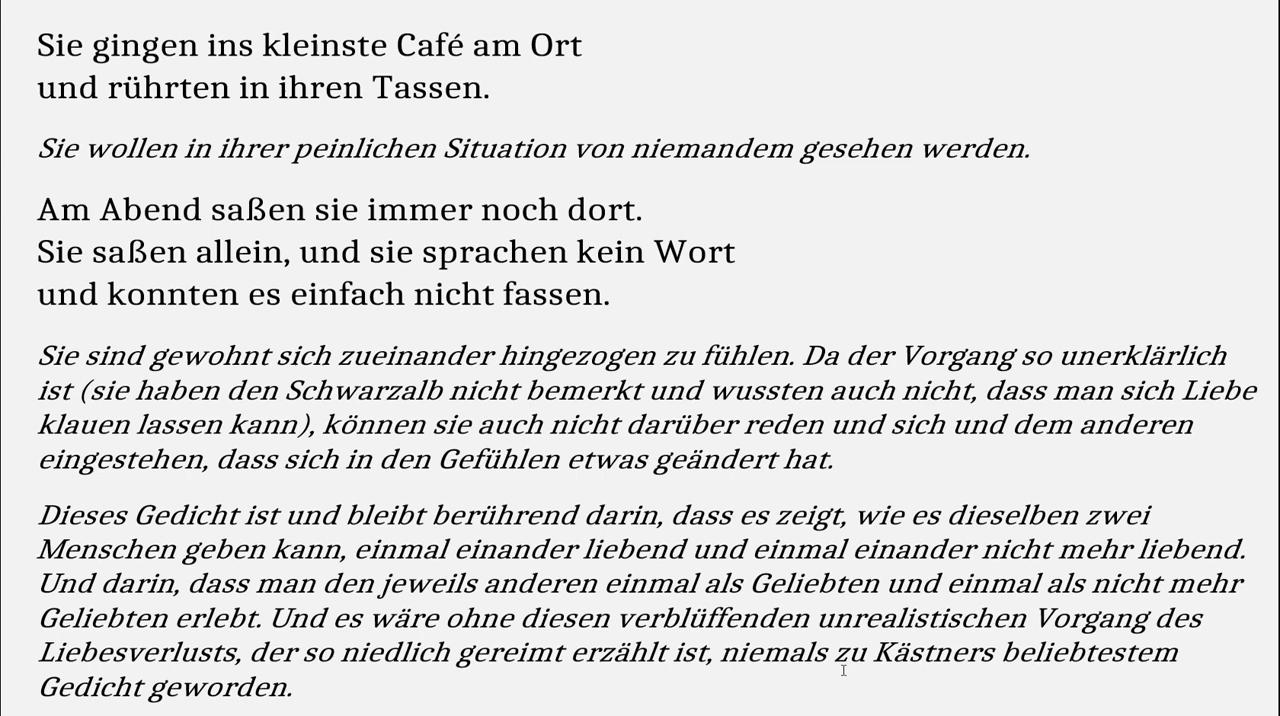 Sie gingen ins kleinste Café am Ort
und rührten in ihren Tassen.
Sie wollen in ihrer peinlichen Situation von niemandem gesehen werden.
Am Abend saßen sie immer noch dort.
Sie saßen allein, und sie sprachen kein Wort
und konnten es einfach nicht fassen.
Sie sind gewohnt sich zueinander hingezogen zu fühlen. Da der Vorgang so unerklärlich
ist (sie haben den Schwarzalb nicht bemerkt und wussten auch nicht, dass man sich Liebe
klauen lassen kann), können sie auch nicht darüber reden und sich und dem anderen
eingestehen, dass sich in den Gefühlen etwas geändert hat.
Dieses Gedicht ist und bleibt berührend darin, dass es zeigt, wie es dieselben zwei
Menschen geben kann, einmal einander liebend und einmal einander nicht mehr liebend.
Und darin, dass man den jeweils anderen einmal als Geliebten und einmal als nicht mehr
Geliebten erlebt. Und es wäre ohne diesen verblüffenden unrealistischen Vorgang des
Liebesverlusts, der so niedlich gereimt erzählt ist, niemals zu Kästners beliebtestem
Gedicht geworden.